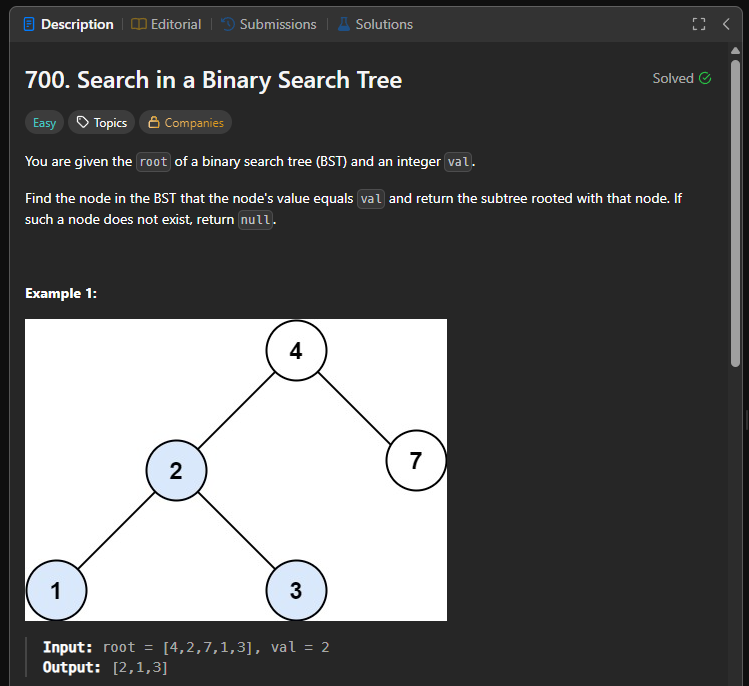 Description | Editorial | Submissions | Solutions
700. Search in a Binary Search Tree
Solved
Easy Topics Companies
You are given the root of a binary search tree (BST) and an integer val.
Find the node in the BST that the node's value equals val and return the subtree rooted with that node. If
such a node does not exist, return null.
Example 1:
4
2
7
1
3
Input: root = [4,2,7,1,3], val = 2
Output: [2,1,3]